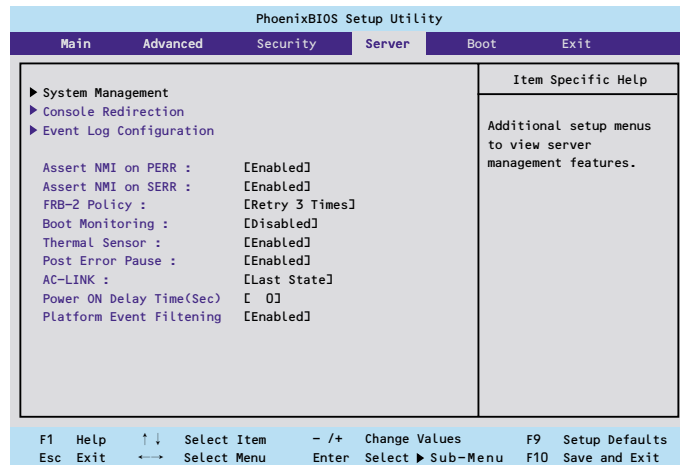 PhoenixBIOS Setup Utility
Main Advanced Security Server Boot Exit
▶ System Management
▶ Console Redirection
▶ Event Log Configuration
Assert NMI on PERR : [Enabled]
Assert NMI on SERR : [Enabled]
FRB-2 Policy : [Retry 3 Times]
Boot Monitoring : [Disabled]
Thermal Sensor : [Enabled]
Post Error Pause : [Enabled]
AC-LINK : [Last State]
Power ON Delay Time(Sec) [ 0]
Platform Event Filtening [Enabled]
Item Specific Help
Additional setup menus
to view server
management features.
F1 Help ↑↓ Select Item - /+ Change Values F9 Setup Defaults
Esc Exit ←→ Select Menu Enter Select ▶ Sub-Menu F10 Save and Exit